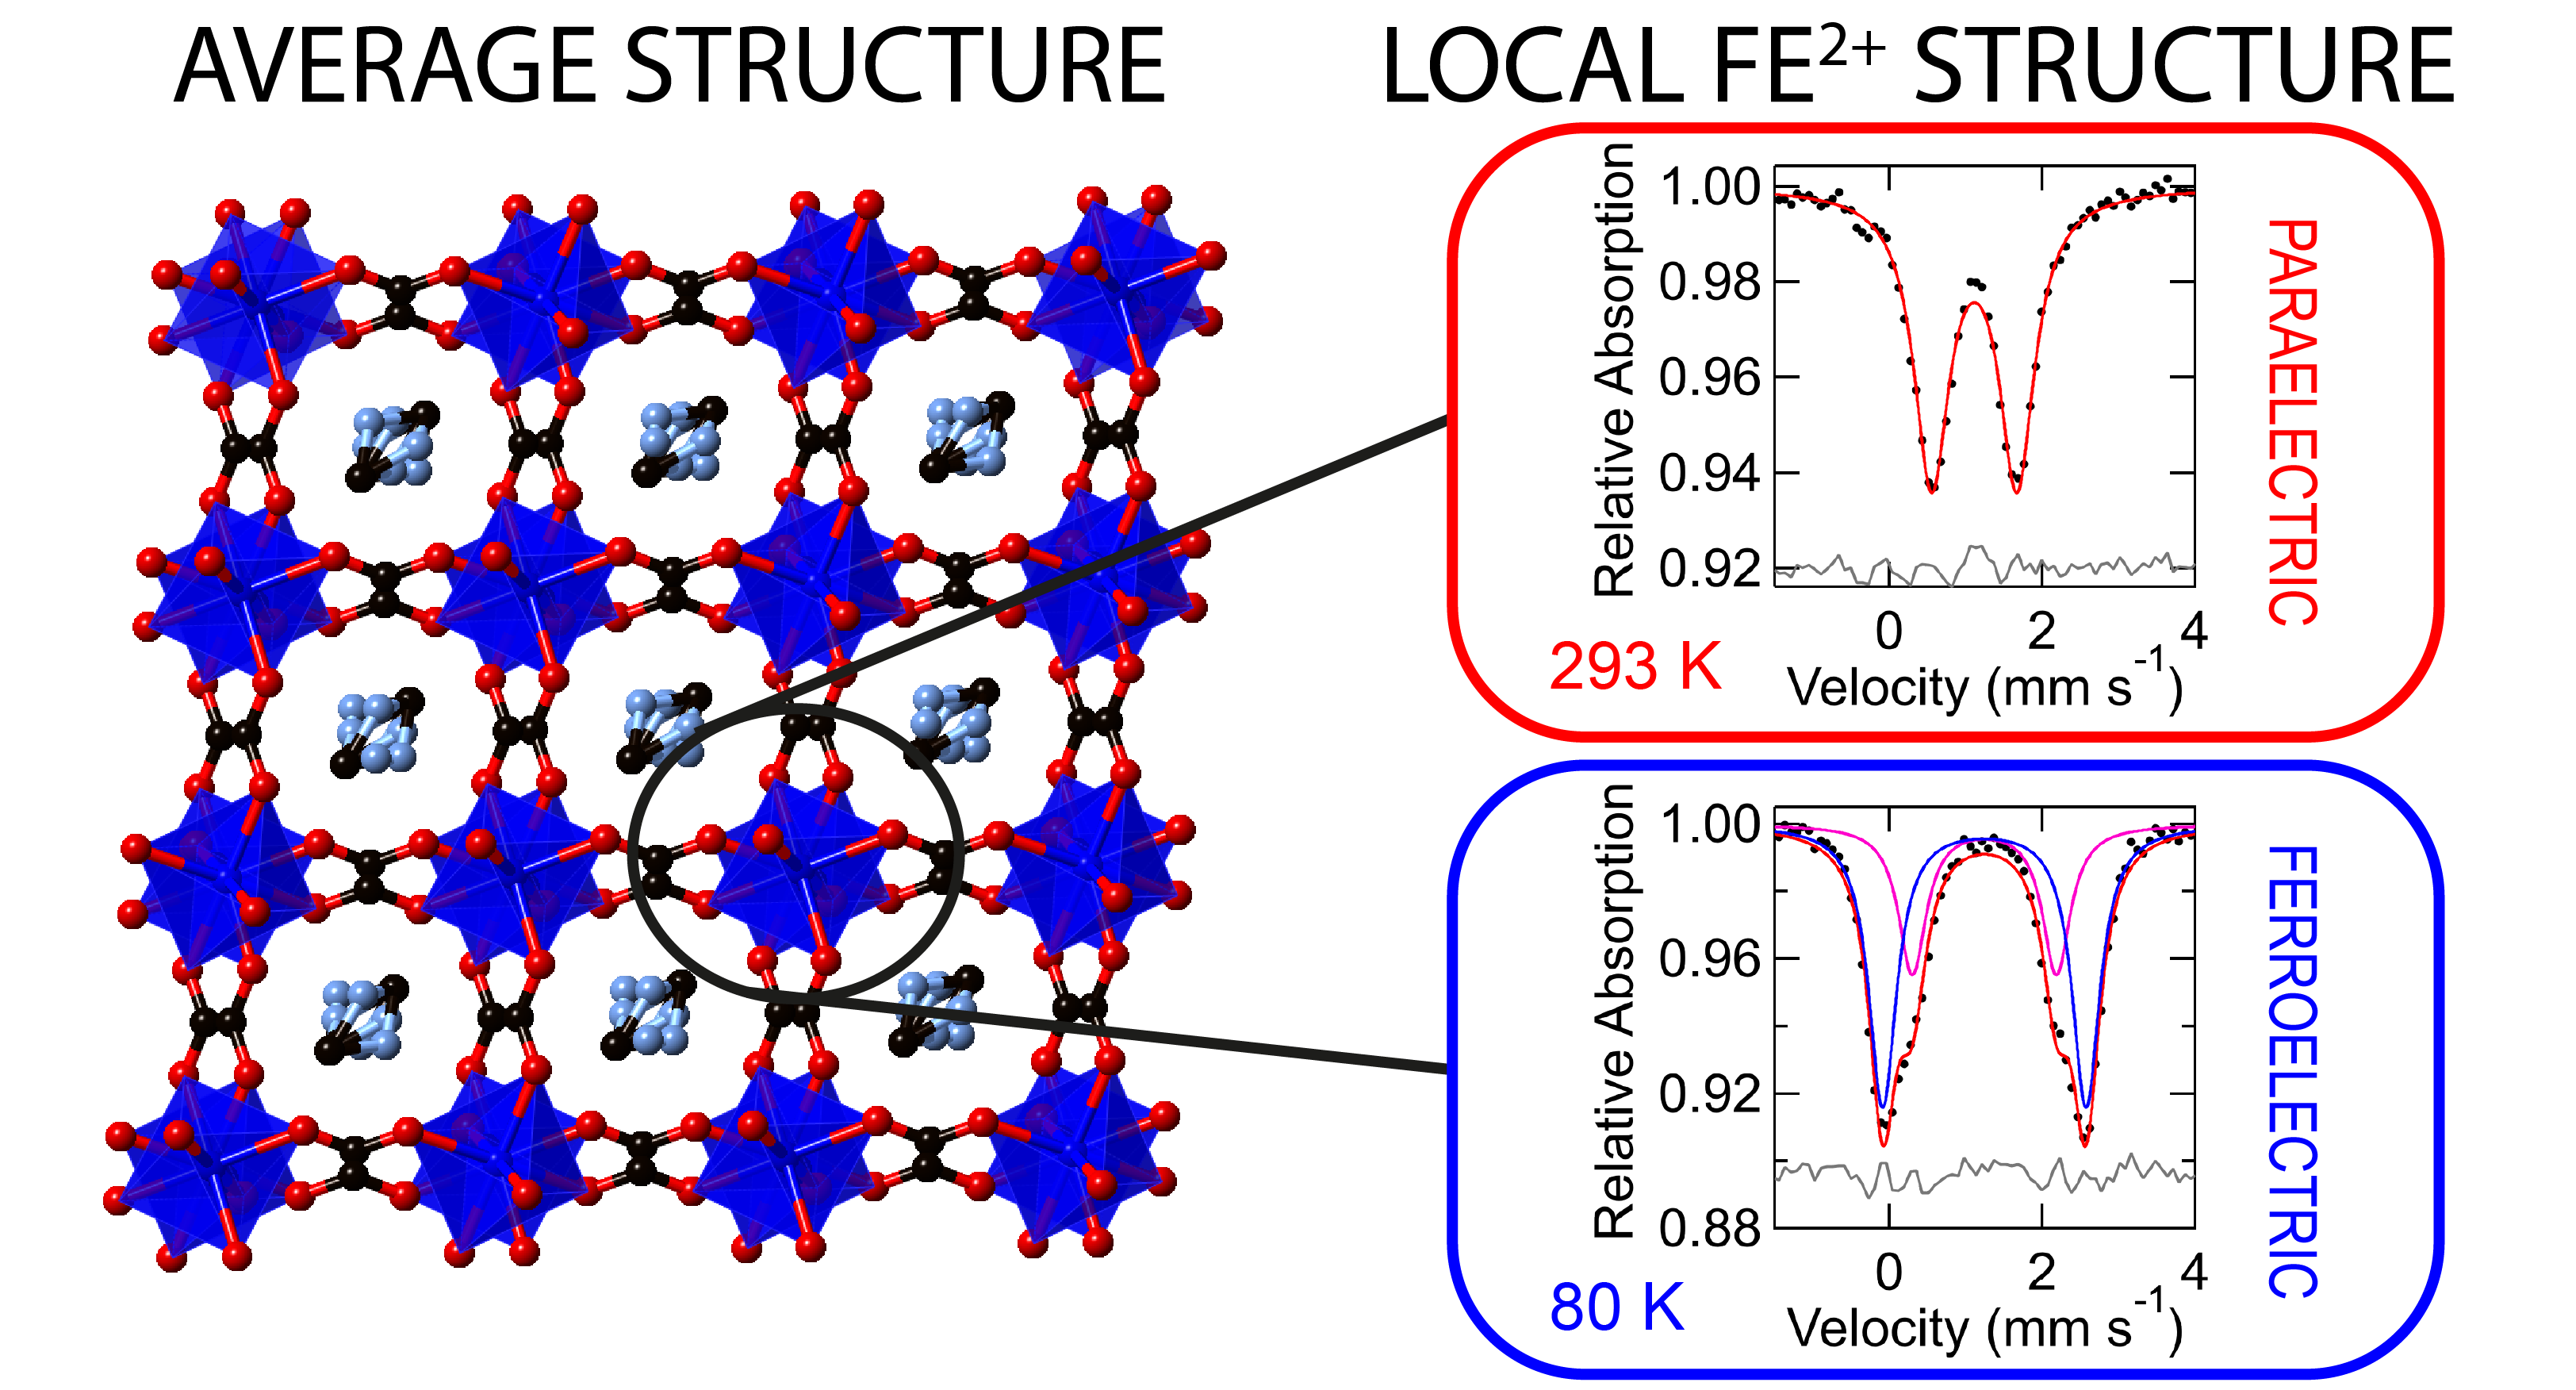 AVERAGE STRUCTURE
LOCAL FE²⁺ STRUCTURE
Relative Absorption
1.00
0.98
0.96
0.94
0.92
0 2 4
Velocity (mm s⁻¹)
293 K
PARAELECTRIC
Relative Absorption
1.00
0.96
0.92
0.88
0 2 4
Velocity (mm s⁻¹)
80 K
FERROELECTRIC